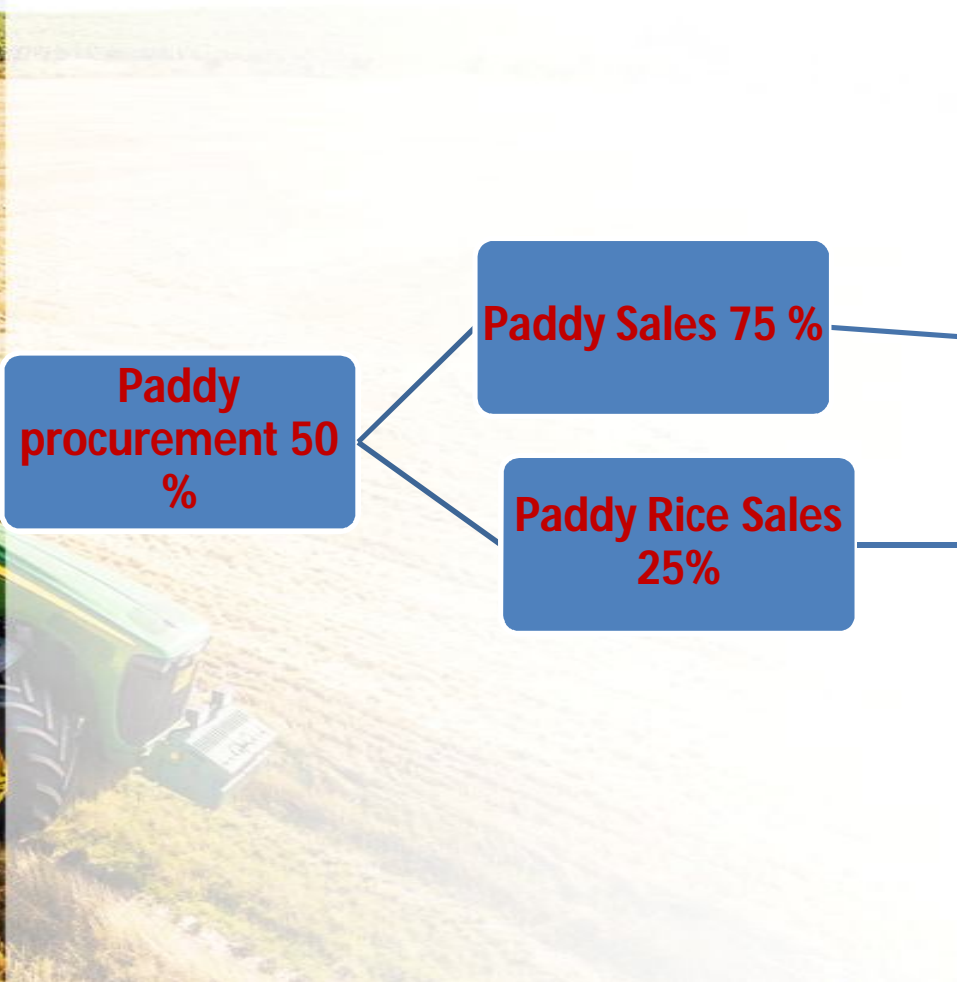 Paddy Sales 75 %
Paddy
procurement 50
%
Paddy Rice Sales
25%